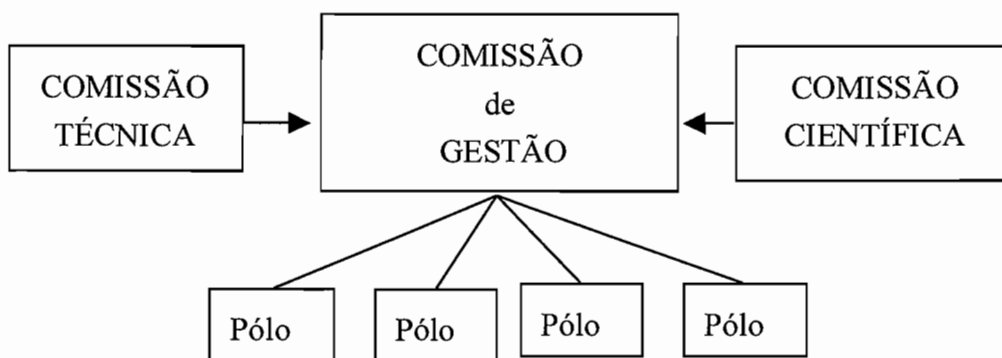 COMISSÃO
TÉCNICA
COMISSÃO
de
GESTÃO
COMISSÃO
CIENTÍFICA
Pólo
Pólo
Pólo
Pólo